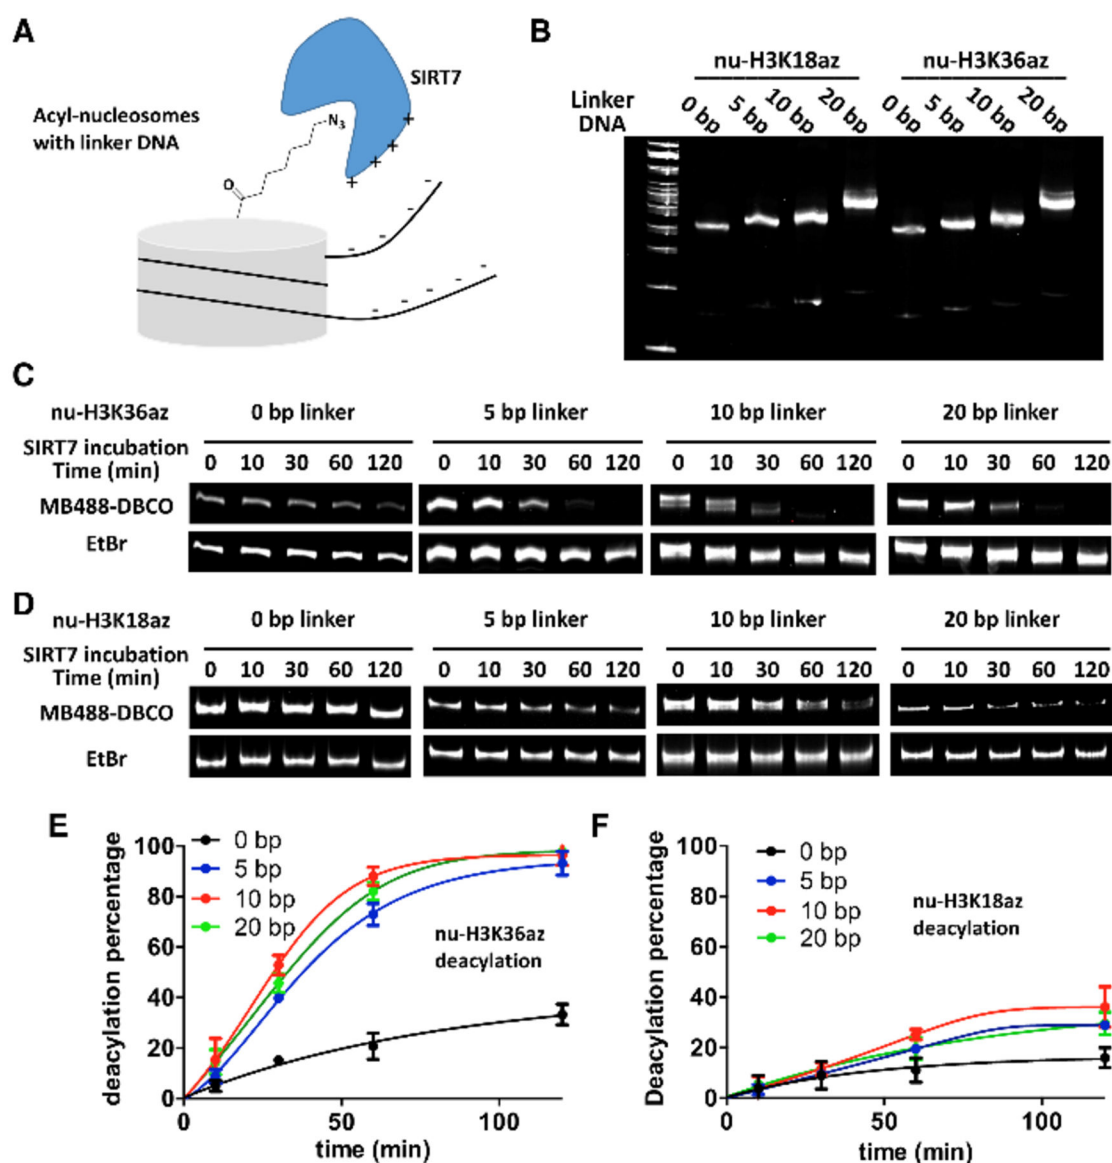 A
SIRT7
Acyl-nucleosomes
with linker DNA
N3
O
+ + + +
- - - - - - - -
B
nu-H3K18az nu-H3K36az
Linker
DNA
0 bp 5 bp 10 bp 20 bp 0 bp 5 bp 10 bp 20 bp
C
nu-H3K36az 0 bp linker 5 bp linker 10 bp linker 20 bp linker
SIRT7 incubation
Time (min) 0 10 30 60 120 0 10 30 60 120 0 10 30 60 120 0 10 30 60 120
MB488-DBCO
EtBr
D
nu-H3K18az 0 bp linker 5 bp linker 10 bp linker 20 bp linker
SIRT7 incubation
Time (min) 0 10 30 60 120 0 10 30 60 120 0 10 30 60 120 0 10 30 60 120
MB488-DBCO
EtBr
E
deacylation percentage
100
80
60
40
20
0
0 bp
5 bp
10 bp
20 bp
nu-H3K36az
deacylation
0 50 100
time (min)
F
Deacylation percentage
100
80
60
40
20
0
0 bp
5 bp
10 bp
20 bp
nu-H3K18az
deacylation
0 50 100
time (min)